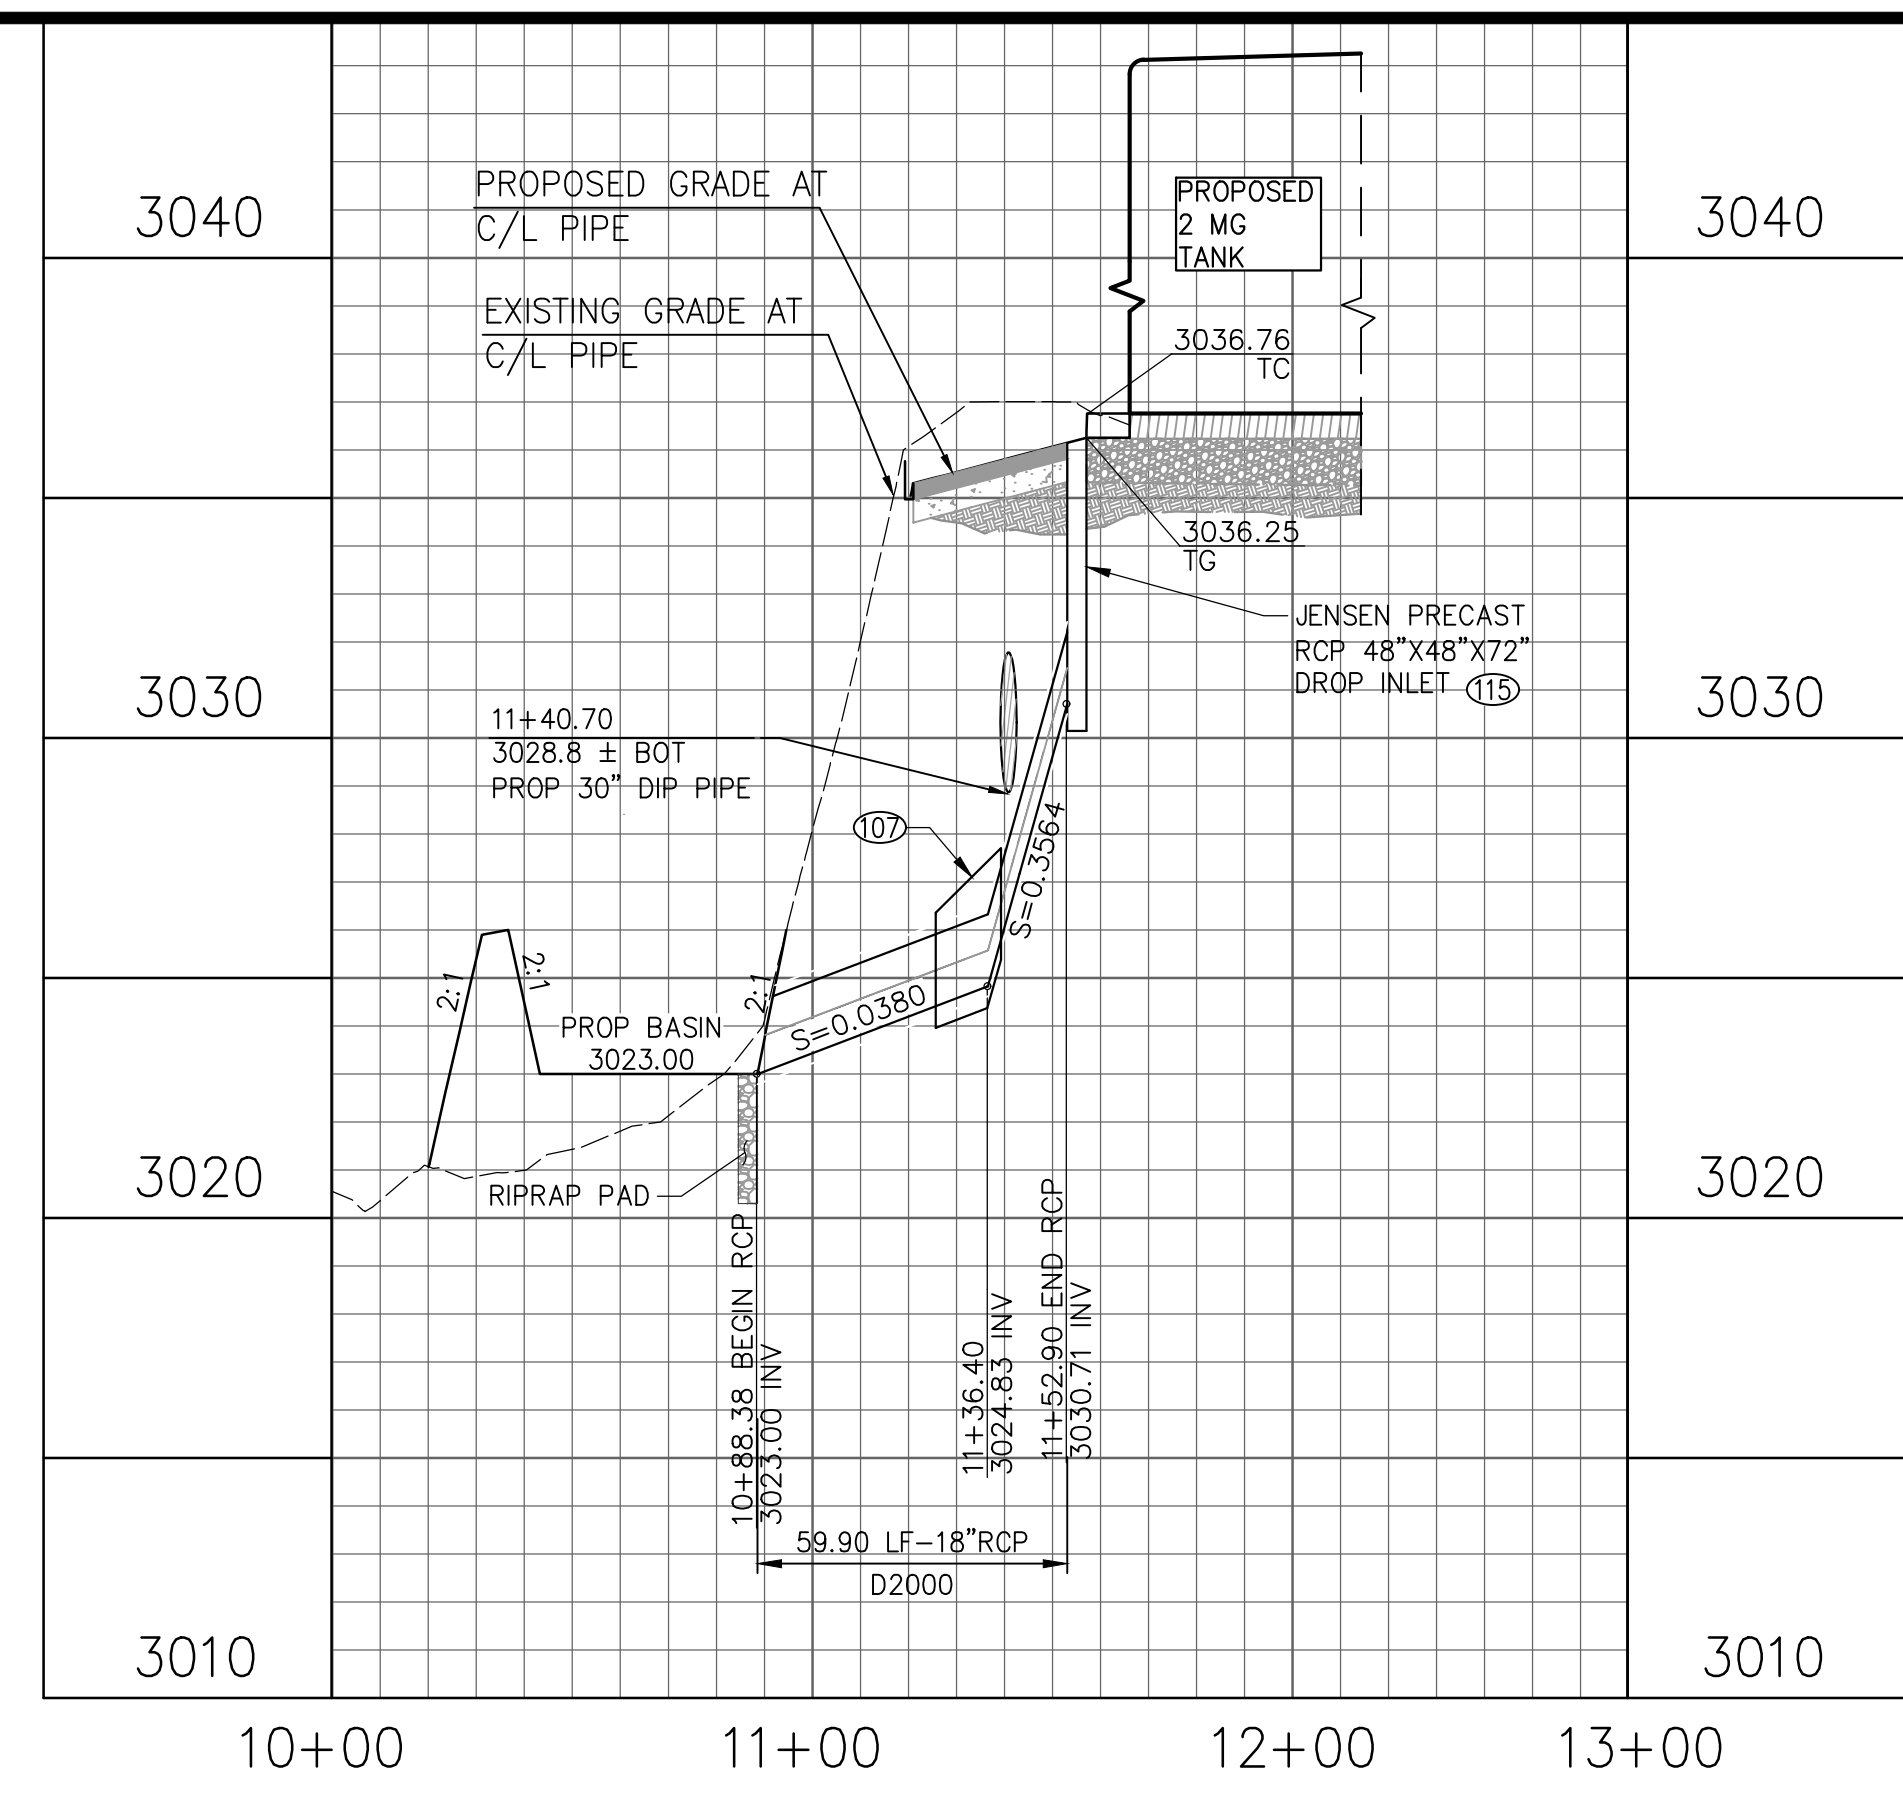 PROPOSED GRADE AT
C/L PIPE
PROPOSED
2 MG
TANK
3040
3040
EXISTING GRADE AT
C/L PIPE
3036.76
TC
3036.25
TG
JENSEN PRECAST
RCP 48"X48"X72"
DROP INLET 115
3030
3030
11+40.70
3028.8 ± BOT
PROP 30" DIP PIPE
107
S=0.3564
2:1
2:1
2:1
S=0.0380
PROP BASIN
3023.00
3020
3020
RIPRAP PAD
10+88.38 BEGIN RCP
3023.00 INV
11+36.40
3024.83 INV
11+52.90 END RCP
3030.71 INV
59.90 LF-18"RCP
D2000
3010
3010
10+00
11+00
12+00
13+00